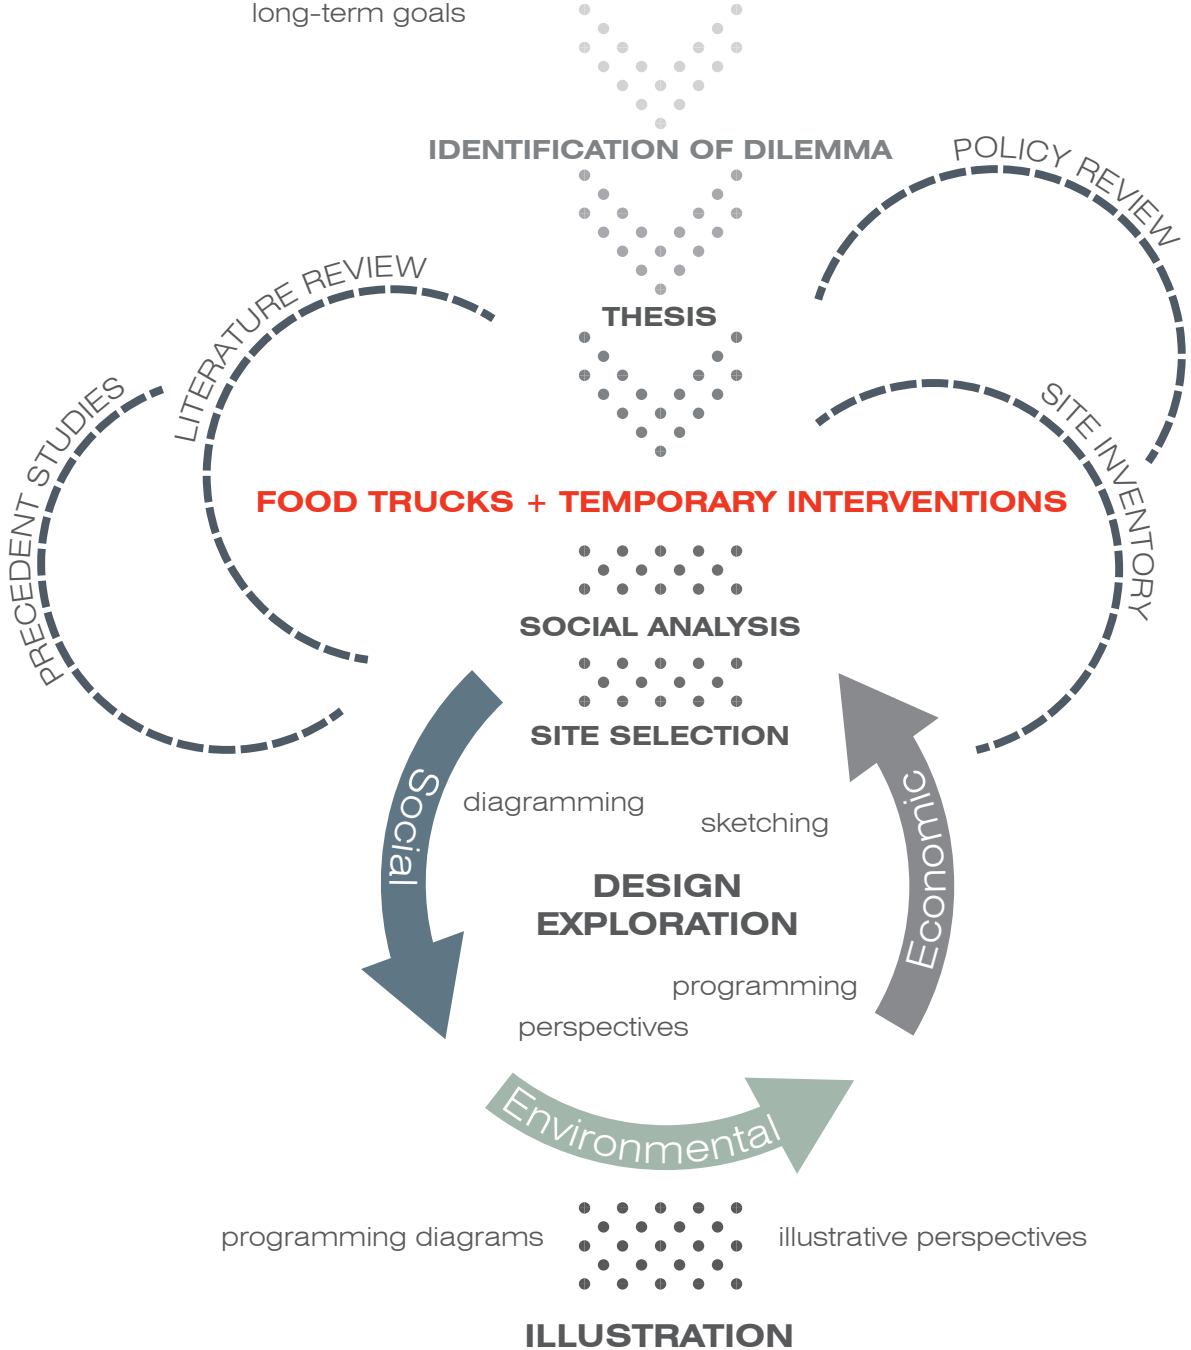 long-term goals
IDENTIFICATION OF DILEMMA
POLICY REVIEW
LITERATURE REVIEW
THESIS
PRECEDENT STUDIES
SITE INVENTORY
FOOD TRUCKS + TEMPORARY INTERVENTIONS
SOCIAL ANALYSIS
SITE SELECTION
Social
diagramming
sketching
Economic
DESIGN
EXPLORATION
programming
perspectives
Environmental
programming diagrams
illustrative perspectives
ILLUSTRATION